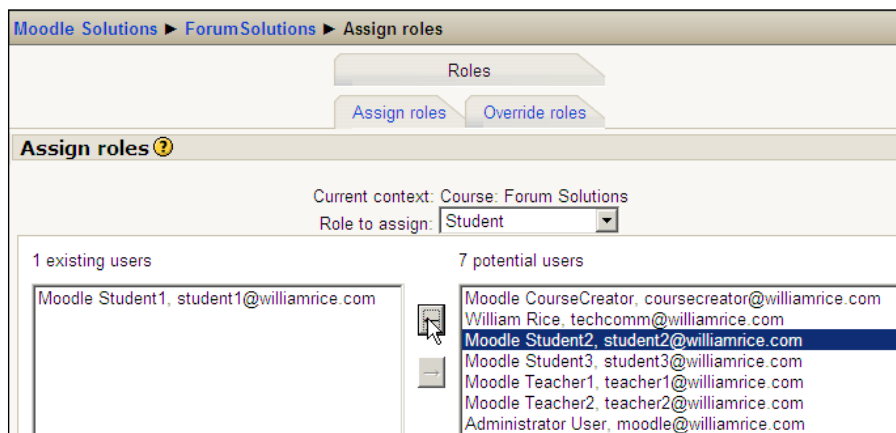 Moodle Solutions ► ForumSolutions ► Assign roles
Roles
Assign roles Override roles
Assign roles ?
Current context: Course: Forum Solutions
Role to assign: Student
1 existing users
7 potential users
Moodle Student1, student1@williamrice.com
Moodle CourseCreator, coursecreator@williamrice.com
William Rice, techcomm@williamrice.com
Moodle Student2, student2@williamrice.com
Moodle Student3, student3@williamrice.com
Moodle Teacher1, teacher1@williamrice.com
Moodle Teacher2, teacher2@williamrice.com
Administrator User, moodle@williamrice.com